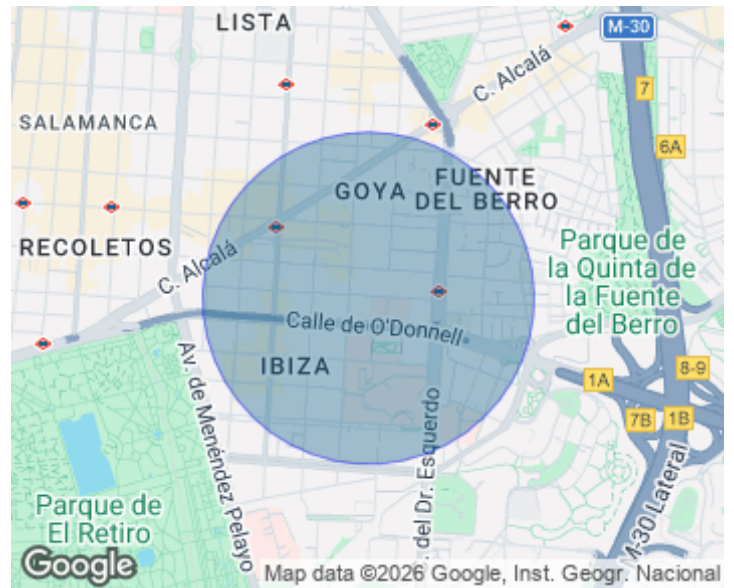 LISTA
M-30
C. Alcalá
7
SALAMANCA
6A
GOYA
FUENTE
DEL BERRO
RECOLETOS
C. Alcalá
Parque de
la Quinta de
la Fuente
del Berro
Calle de O'Donnell
IBIZA
8-9
1A
7B
1B
Av. de Menéndez Pelayo
. del Dr. Esquerdo
M-30 Lateral
Parque de
El Retiro
Google
Map data ©2026 Google, Inst. Geogr. Nacional